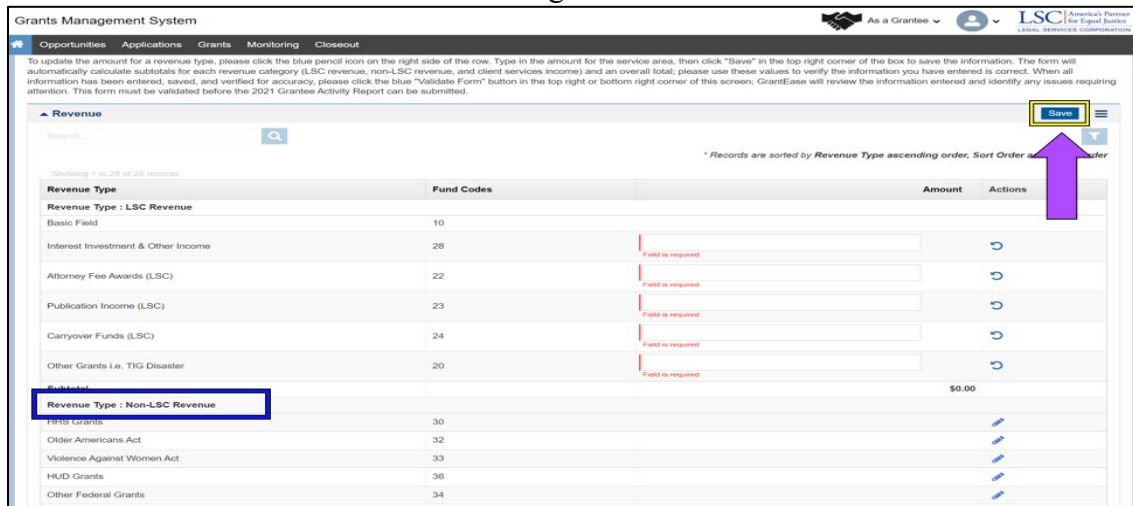 Grants Management System
As a Grantee
LSC America's Partner for Equal Justice
LEGAL SERVICES CORPORATION
Opportunities Applications Grants Monitoring Closeout
To update the amount for a revenue type, please click the blue pencil icon on the right side of the row. Type in the amount for the service area, then click "Save" in the top right corner of the box to save the information. The form will
automatically calculate subtotals for each revenue category (LSC revenue, non-LSC revenue, and client services income) and an overall total; please use these values to verify the information you have entered is correct. When all
information has been entered, saved, and verified for accuracy, please click the blue "Validate Form" button in the top right or bottom right corner of this screen; GrantEase will review the information entered and identify any issues requiring
attention. This form must be validated before the 2021 Grantee Activity Report can be submitted.
Revenue
Save
Search...
* Records are sorted by Revenue Type ascending order, Sort Order
Showing 1 to 28 of 28 records
Revenue Type Fund Codes Amount Actions
Revenue Type : LSC Revenue
Basic Field 10
Interest Investment & Other Income 28
Field is required
Attorney Fee Awards (LSC) 22
Field is required
Publication Income (LSC) 23
Field is required
Carryover Funds (LSC) 24
Field is required
Other Grants i.e. TIG Disaster 20
Field is required
Subtotal $0.00
Revenue Type : Non-LSC Revenue
HHS Grants 30
Older Americans Act 32
Violence Against Women Act 33
HUD Grants 36
Other Federal Grants 34